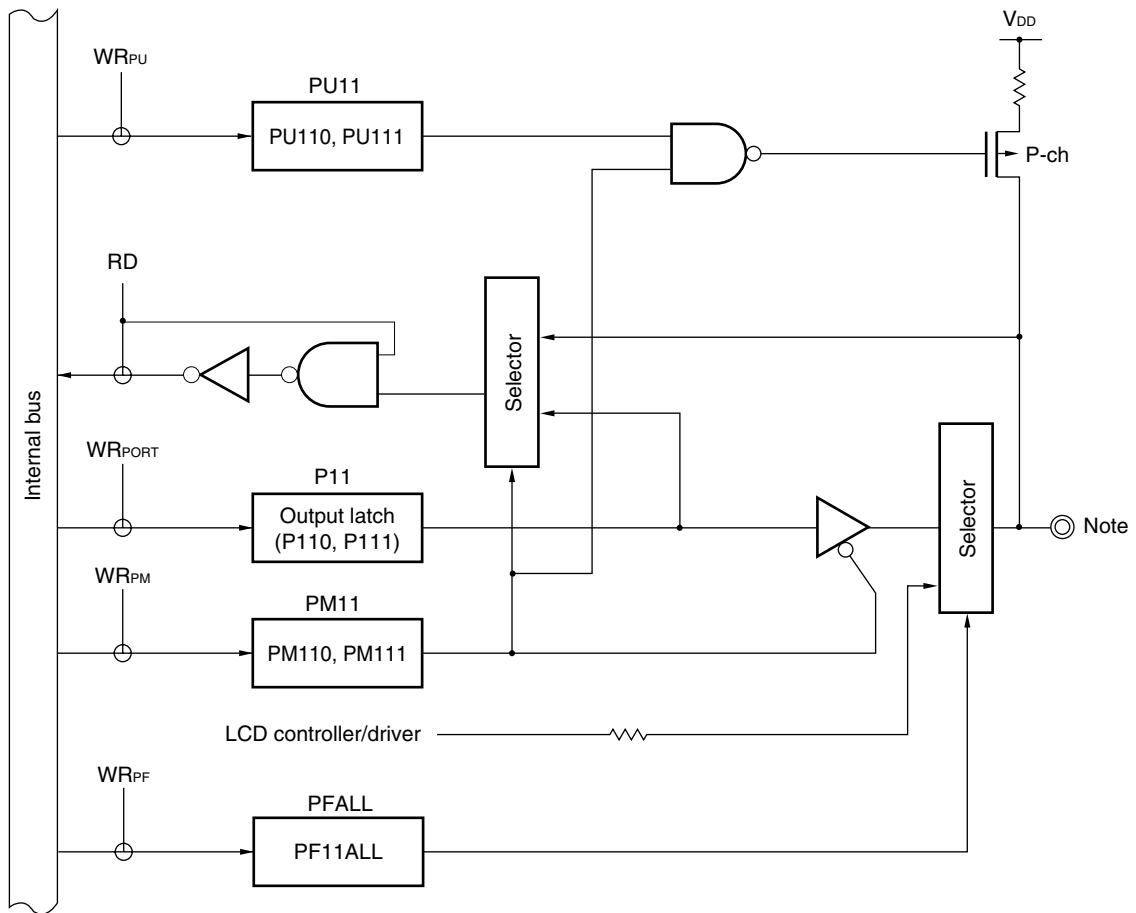 VDD
WRPU
PU11
PU110, PU111
P-ch
RD
Selector
Internal bus
WRPORT
P11
Output latch
(P110, P111)
Selector
Note
WRPM
PM11
PM110, PM111
LCD controller/driver
WRPF
PFALL
PF11ALL